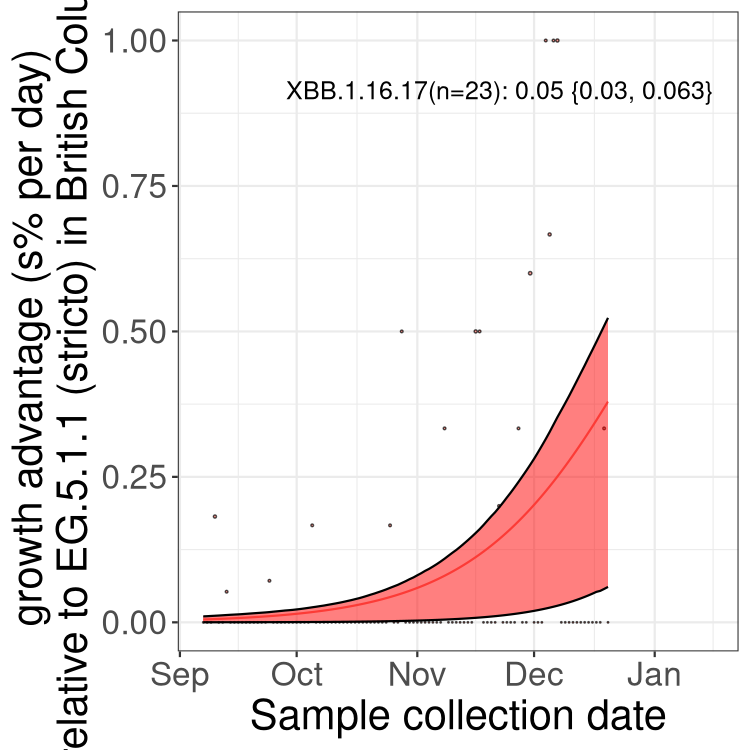 growth advantage (s% per day)
relative to EG.5.1.1 (stricto) in British Colu
1.00
0.75
0.50
0.25
0.00
XBB.1.16.17(n=23): 0.05 {0.03, 0.063}
Sep Oct Nov Dec Jan
Sample collection date